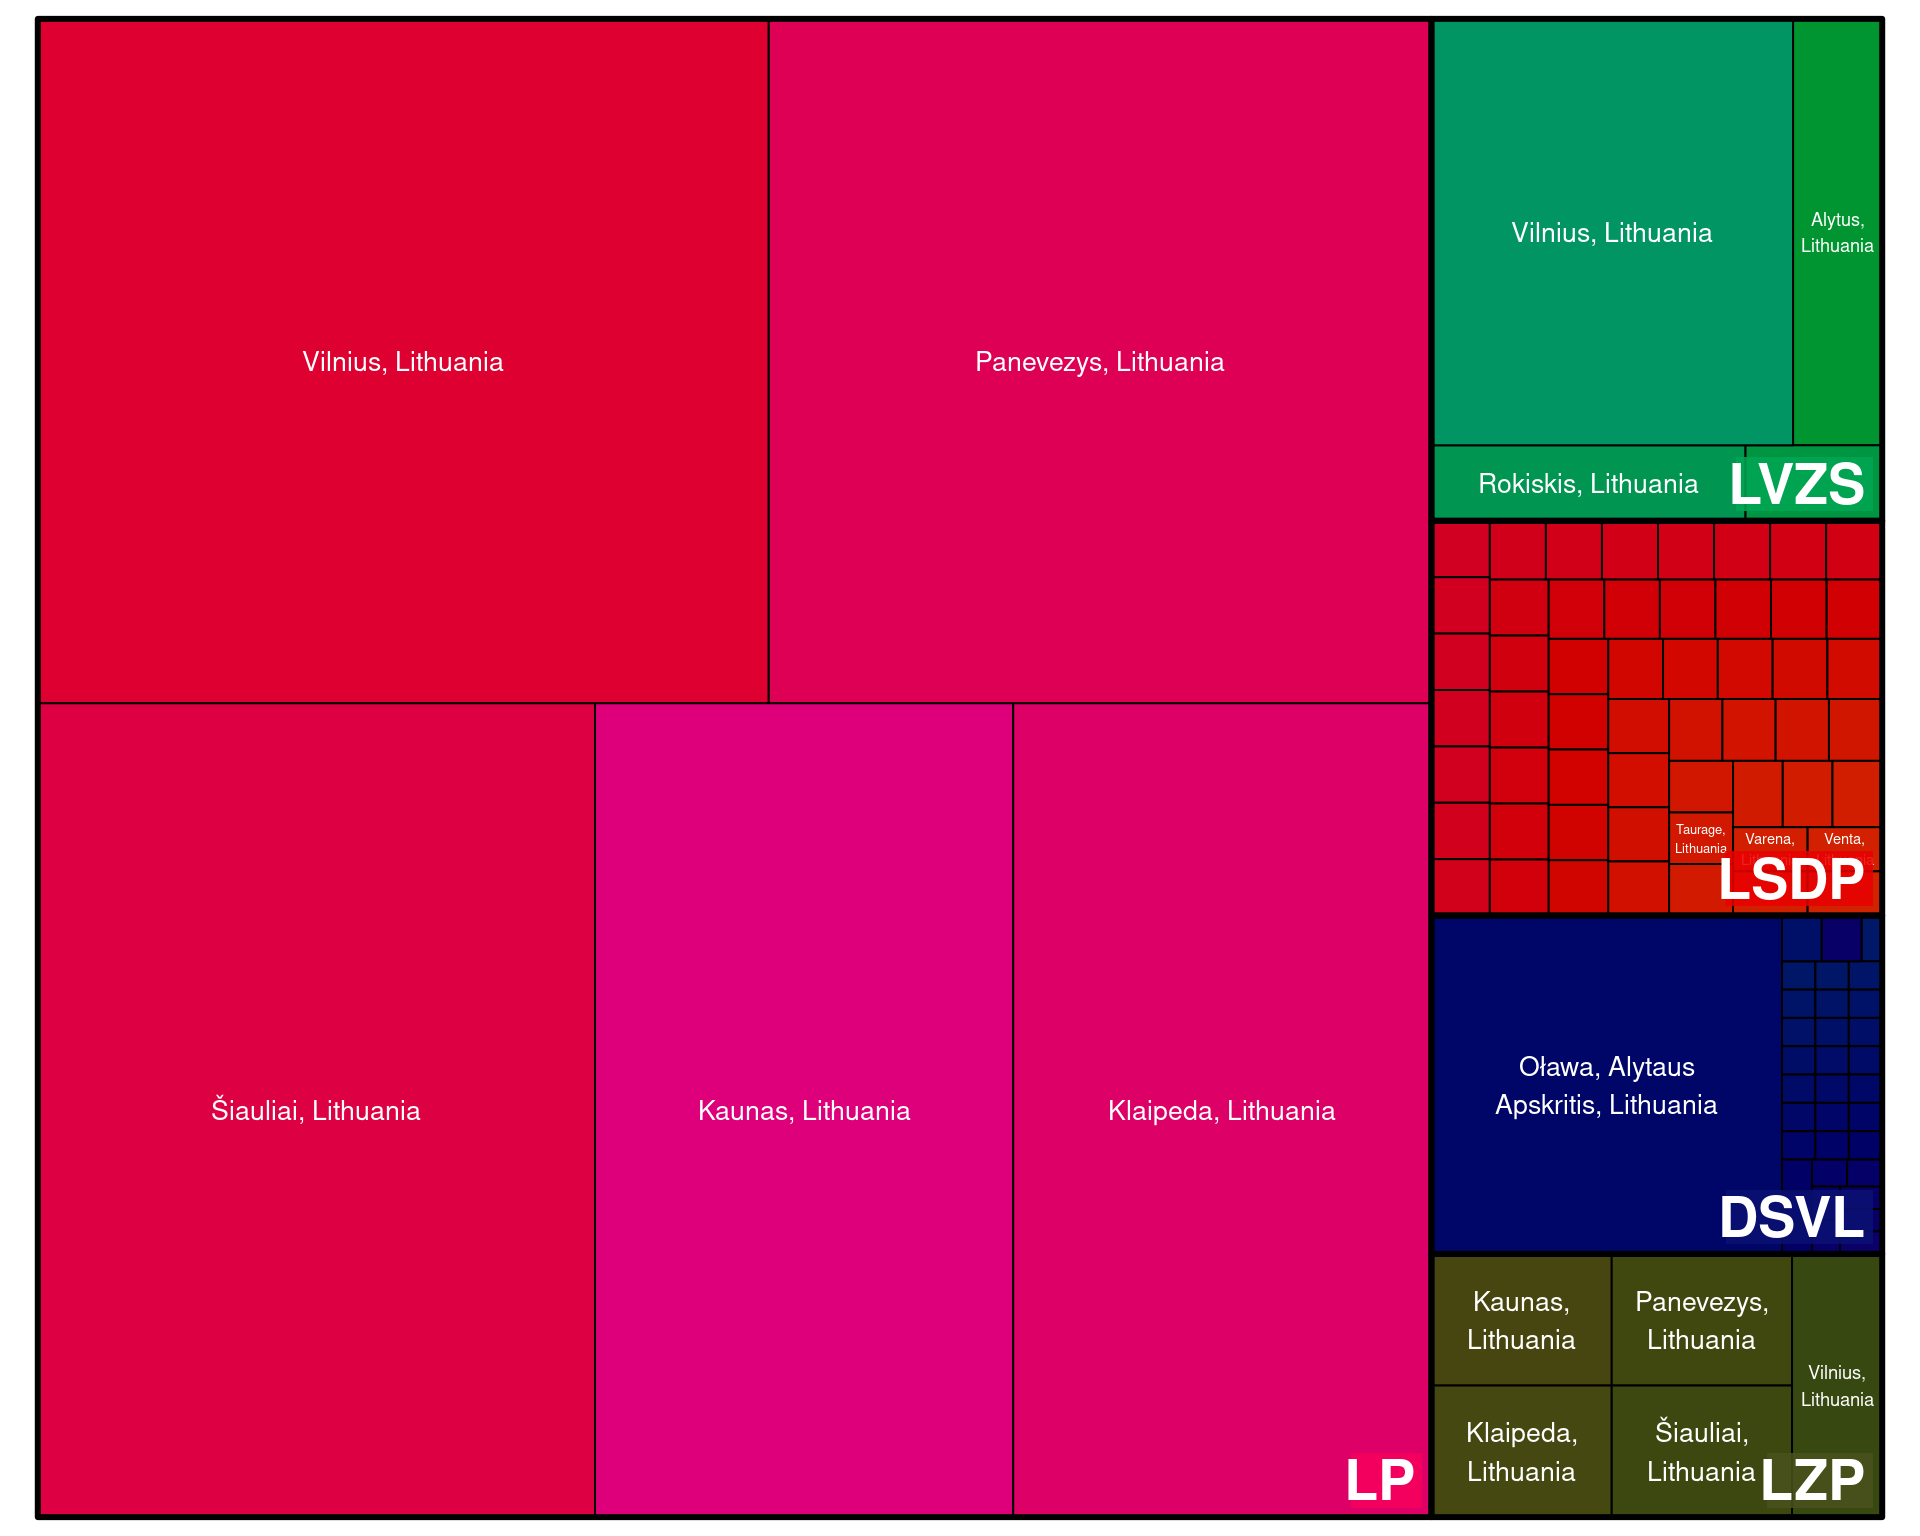 Vilnius, Lithuania
Panevezys, Lithuania
Šiauliai, Lithuania
Kaunas, Lithuania
Klaipeda, Lithuania
LP
Vilnius, Lithuania
Alytus,
Lithuania
Rokiskis, Lithuania
LVZS
Taurage,
Lithuania
Varena,
Venta,
LSDP
Oława, Alytaus
Apskritis, Lithuania
DSVL
Kaunas,
Lithuania
Panevezys,
Lithuania
Vilnius,
Lithuania
Klaipeda,
Lithuania
Šiauliai,
Lithuania
LZP